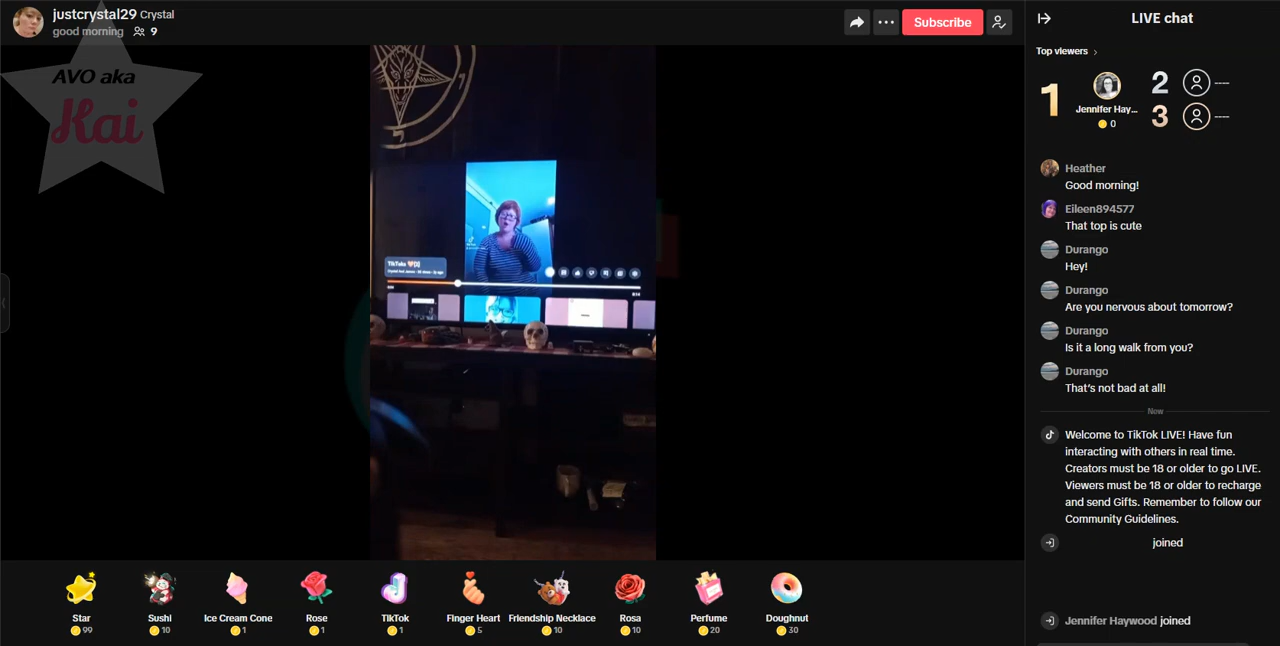 justcrystal29 Crystal
good morning 9
Subscribe
LIVE chat
Top viewers
AVO aka
Kai
1
Jennifer Hay...
0
2 ----
3 ----
Heather
Good morning!
Eileen894577
That top is cute
Durango
Hey!
Durango
Are you nervous about tomorrow?
Durango
Is it a long walk from you?
Durango
That's not bad at all!
Now
Welcome to TikTok LIVE! Have fun
interacting with others in real time.
Creators must be 18 or older to go LIVE.
Viewers must be 18 or older to recharge
and send Gifts. Remember to follow our
Community Guidelines.
joined
Jennifer Haywood joined
Star
99
Sushi
10
Ice Cream Cone
1
Rose
1
TikTok
1
Finger Heart
5
Friendship Necklace
10
Rosa
10
Perfume
20
Doughnut
30